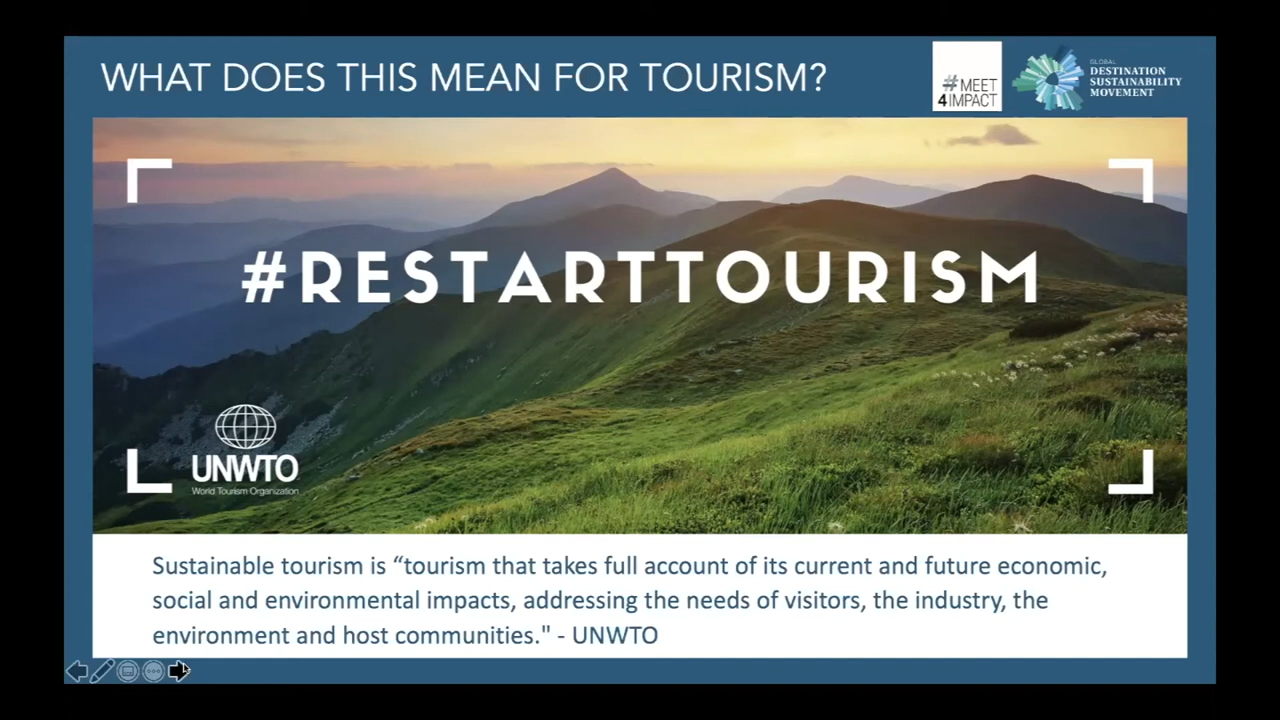 WHAT DOES THIS MEAN FOR TOURISM?
#MEET
4IMPACT
GLOBAL
DESTINATION
SUSTAINABILITY
MOVEMENT
#RESTARTTOURISM
UNWTO
World Tourism Organization
Sustainable tourism is “tourism that takes full account of its current and future economic,
social and environmental impacts, addressing the needs of visitors, the industry, the
environment and host communities." - UNWTO